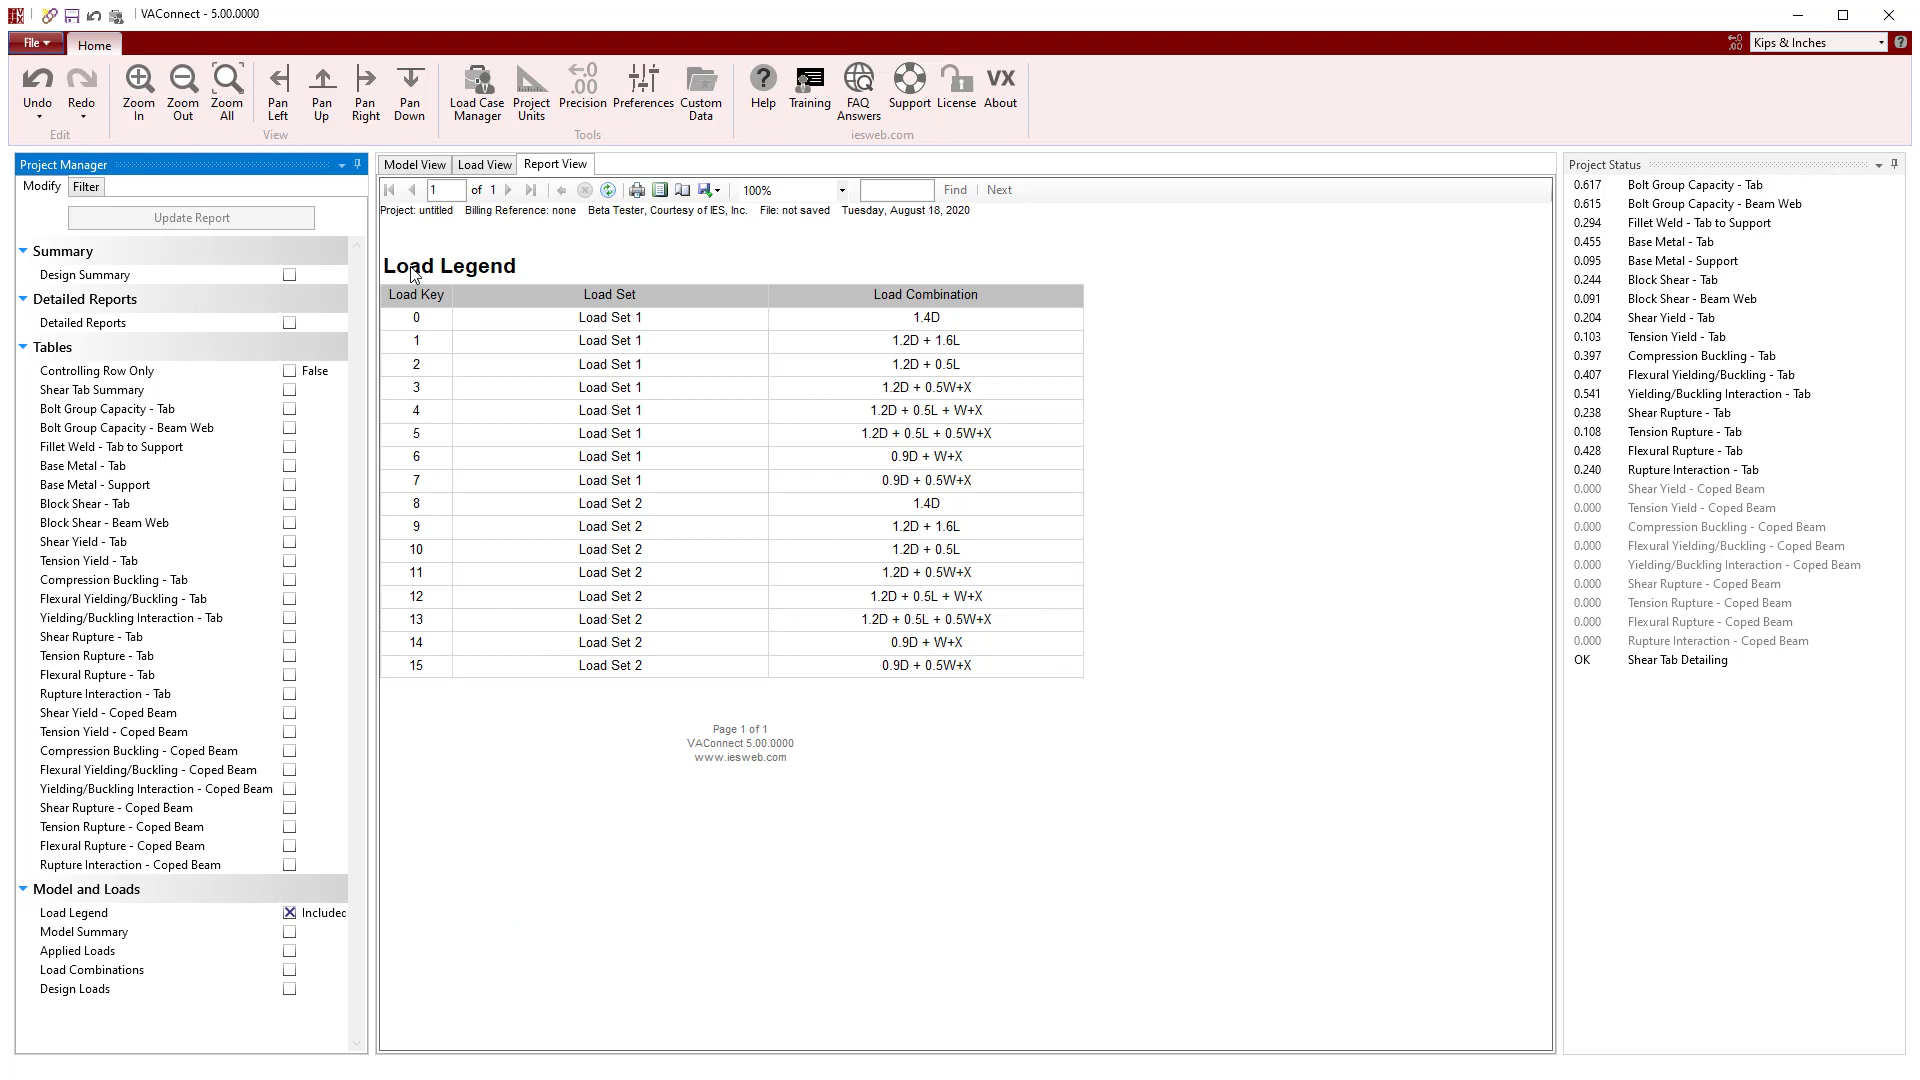 VAConnect - 5.00.0000
File Home Kips & Inches
Undo Redo Zoom In Zoom Out Zoom All Pan Left Pan Up Pan Right Pan Down Load Case Manager Project Units Precision Preferences Custom Data Help Training FAQ Answers Support License VX About
Edit View Tools iesweb.com
Project Manager
Modify Filter
Update Report
Summary
Design Summary
Detailed Reports
Detailed Reports
Tables
Controlling Row Only False
Shear Tab Summary
Bolt Group Capacity - Tab
Bolt Group Capacity - Beam Web
Fillet Weld - Tab to Support
Base Metal - Tab
Base Metal - Support
Block Shear - Tab
Block Shear - Beam Web
Shear Yield - Tab
Tension Yield - Tab
Compression Buckling - Tab
Flexural Yielding/Buckling - Tab
Yielding/Buckling Interaction - Tab
Shear Rupture - Tab
Tension Rupture - Tab
Flexural Rupture - Tab
Rupture Interaction - Tab
Shear Yield - Coped Beam
Tension Yield - Coped Beam
Compression Buckling - Coped Beam
Flexural Yielding/Buckling - Coped Beam
Yielding/Buckling Interaction - Coped Beam
Shear Rupture - Coped Beam
Tension Rupture - Coped Beam
Flexural Rupture - Coped Beam
Rupture Interaction - Coped Beam
Model and Loads
Load Legend Included
Model Summary
Applied Loads
Load Combinations
Design Loads
Model View Load View Report View
1 of 1 100% Find Next
Project: untitled Billing Reference: none Beta Tester, Courtesy of IES, Inc. File: not saved Tuesday, August 18, 2020
Load Legend
Load Key Load Set Load Combination
0 Load Set 1 1.4D
1 Load Set 1 1.2D + 1.6L
2 Load Set 1 1.2D + 0.5L
3 Load Set 1 1.2D + 0.5W+X
4 Load Set 1 1.2D + 0.5L + W+X
5 Load Set 1 1.2D + 0.5L + 0.5W+X
6 Load Set 1 0.9D + W+X
7 Load Set 1 0.9D + 0.5W+X
8 Load Set 2 1.4D
9 Load Set 2 1.2D + 1.6L
10 Load Set 2 1.2D + 0.5L
11 Load Set 2 1.2D + 0.5W+X
12 Load Set 2 1.2D + 0.5L + W+X
13 Load Set 2 1.2D + 0.5L + 0.5W+X
14 Load Set 2 0.9D + W+X
15 Load Set 2 0.9D + 0.5W+X
Page 1 of 1
VAConnect 5.00.0000
www.iesweb.com
Project Status
0.617 Bolt Group Capacity - Tab
0.615 Bolt Group Capacity - Beam Web
0.294 Fillet Weld - Tab to Support
0.455 Base Metal - Tab
0.095 Base Metal - Support
0.244 Block Shear - Tab
0.091 Block Shear - Beam Web
0.204 Shear Yield - Tab
0.103 Tension Yield - Tab
0.397 Compression Buckling - Tab
0.407 Flexural Yielding/Buckling - Tab
0.541 Yielding/Buckling Interaction - Tab
0.238 Shear Rupture - Tab
0.108 Tension Rupture - Tab
0.428 Flexural Rupture - Tab
0.240 Rupture Interaction - Tab
0.000 Shear Yield - Coped Beam
0.000 Tension Yield - Coped Beam
0.000 Compression Buckling - Coped Beam
0.000 Flexural Yielding/Buckling - Coped Beam
0.000 Yielding/Buckling Interaction - Coped Beam
0.000 Shear Rupture - Coped Beam
0.000 Tension Rupture - Coped Beam
0.000 Flexural Rupture - Coped Beam
0.000 Rupture Interaction - Coped Beam
OK Shear Tab Detailing